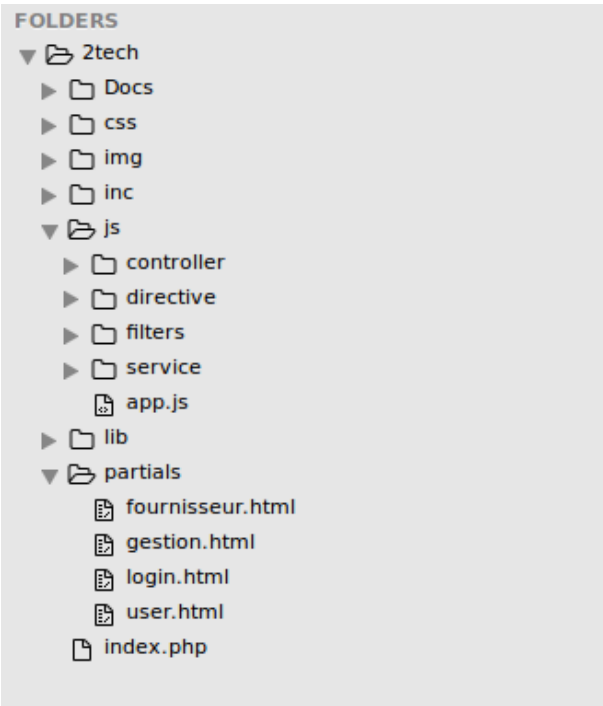 FOLDERS
2tech
Docs
css
img
inc
js
controller
directive
filters
service
app.js
lib
partials
fournisseur.html
gestion.html
login.html
user.html
index.php